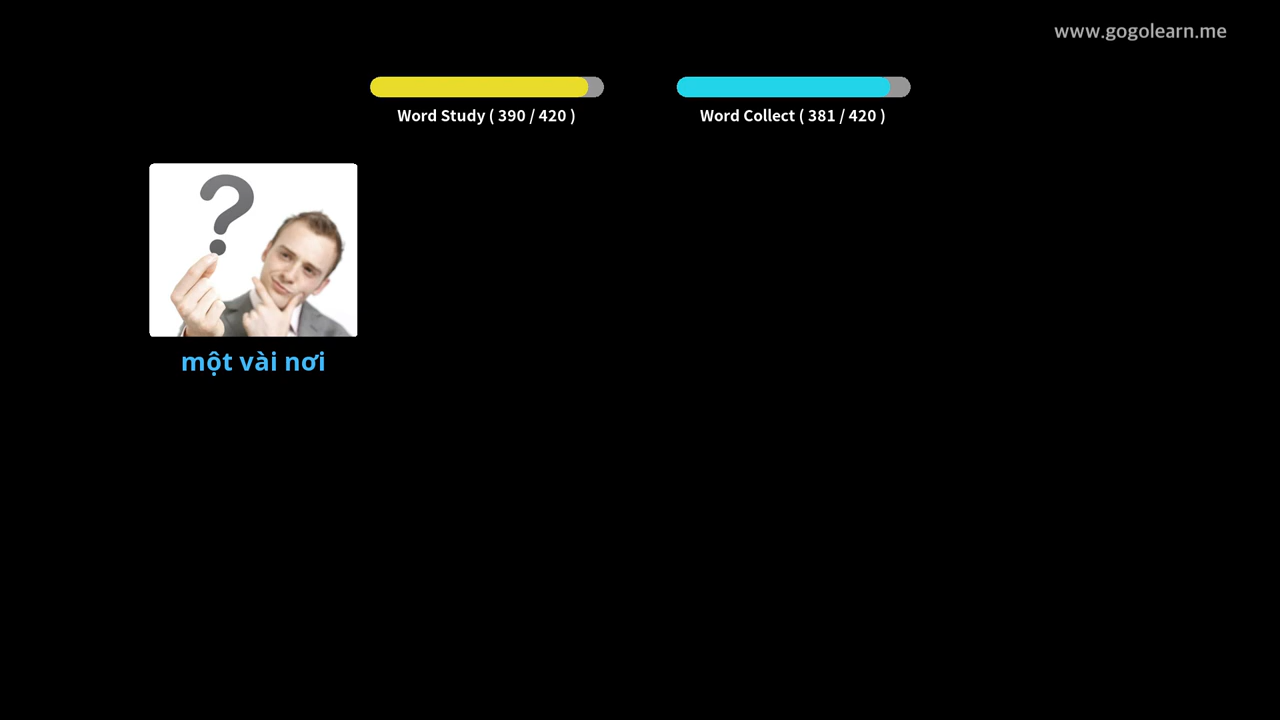 www.gogolearn.me
Word Study ( 390 / 420 )
Word Collect ( 381 / 420 )
?
một vài nơi